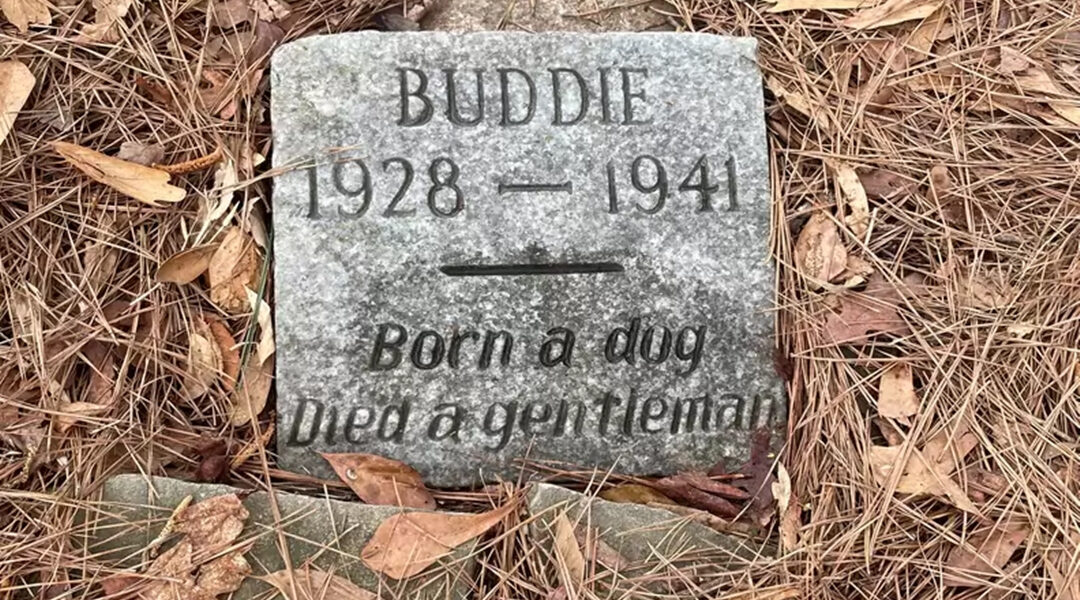 BUDDIE
1928 — 1941
Born a dog
Died a gentleman